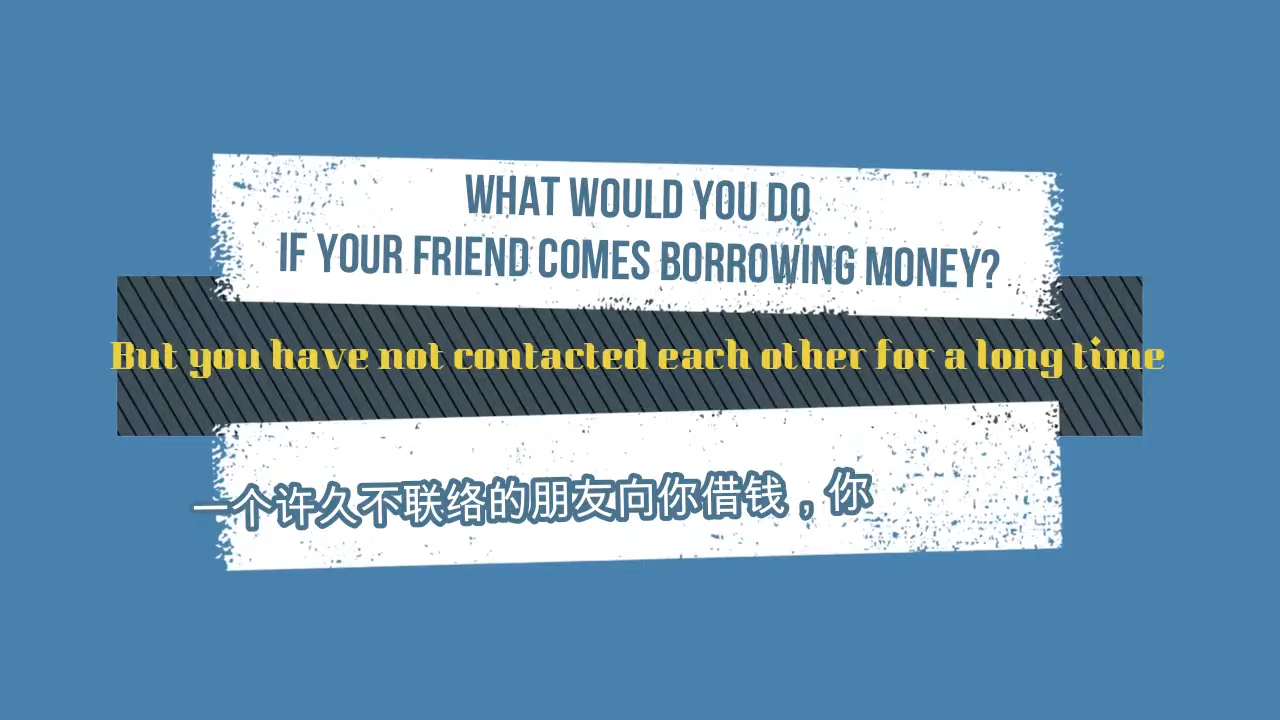 WHAT WOULD YOU DO
IF YOUR FRIEND COMES BORROWING MONEY?
But you have not contacted each other for a long time
一个许久不联络的朋友向你借钱，你